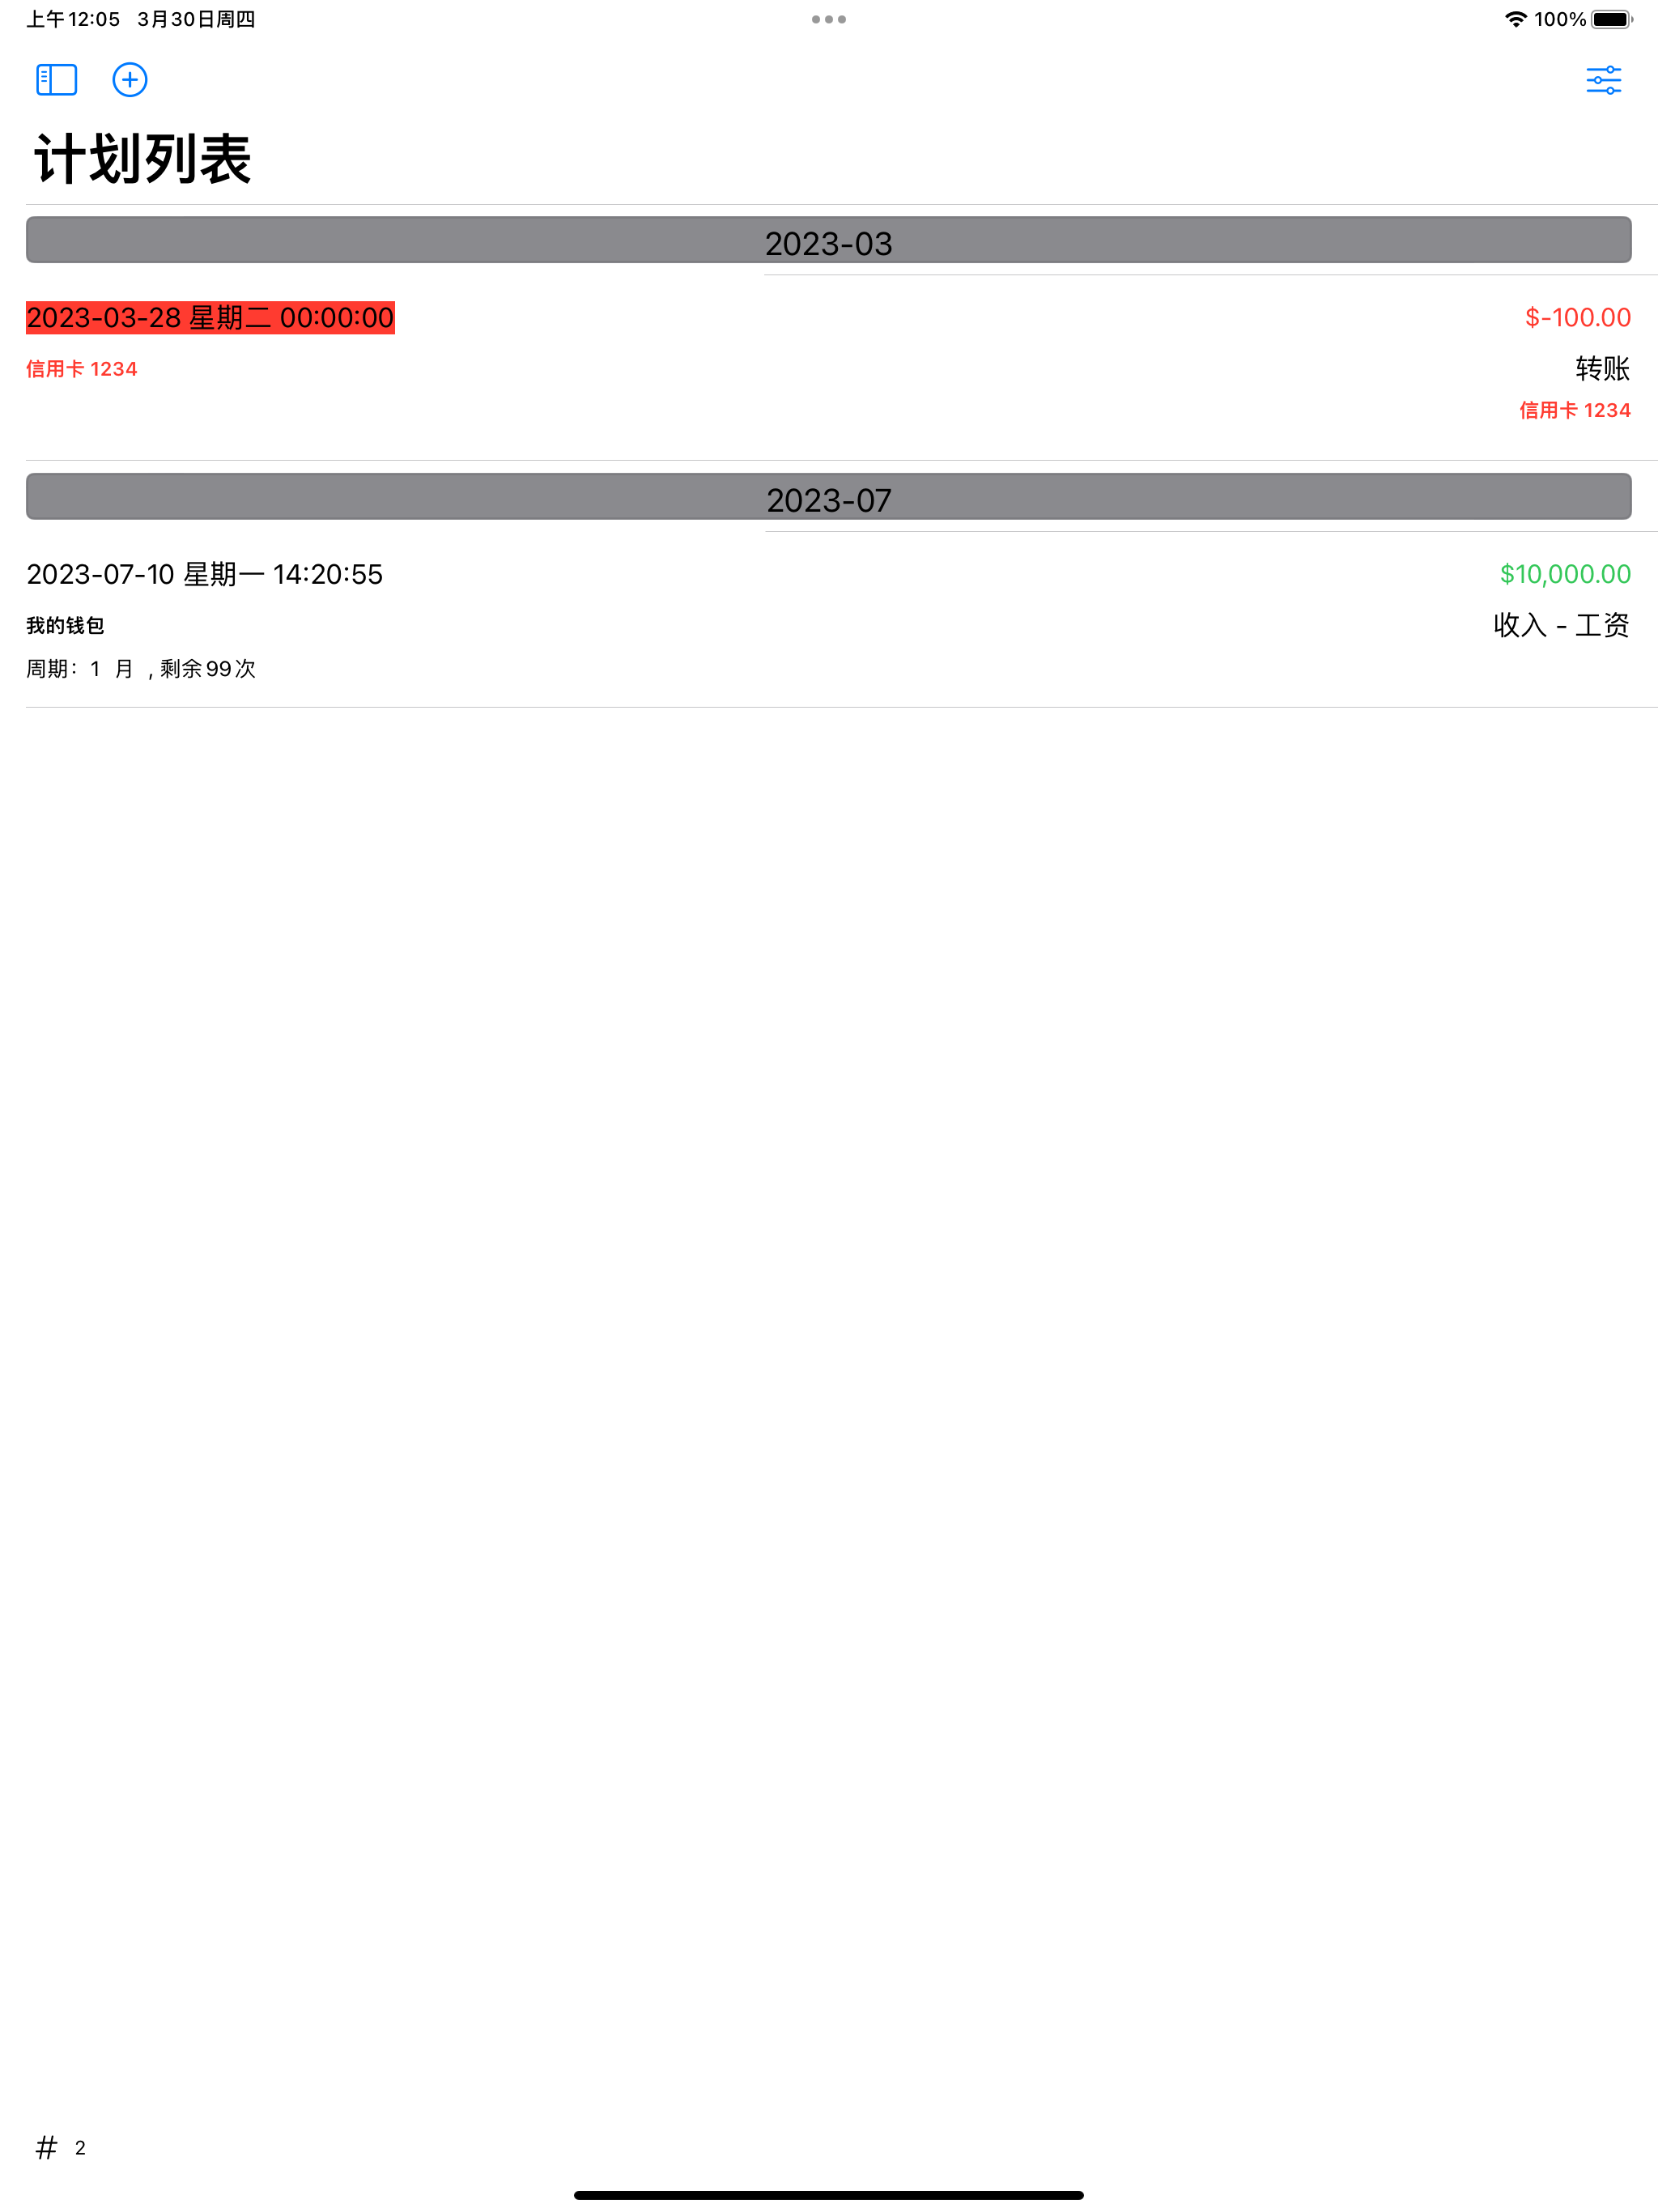 上午12:05 3月30日周四
100%
计划列表
2023-03
2023-03-28 星期二 00:00:00
$-100.00
信用卡 1234
转账
信用卡 1234
2023-07
2023-07-10 星期一 14:20:55
$10,000.00
我的钱包
收入 - 工资
周期：1 月 , 剩余99次
# 2